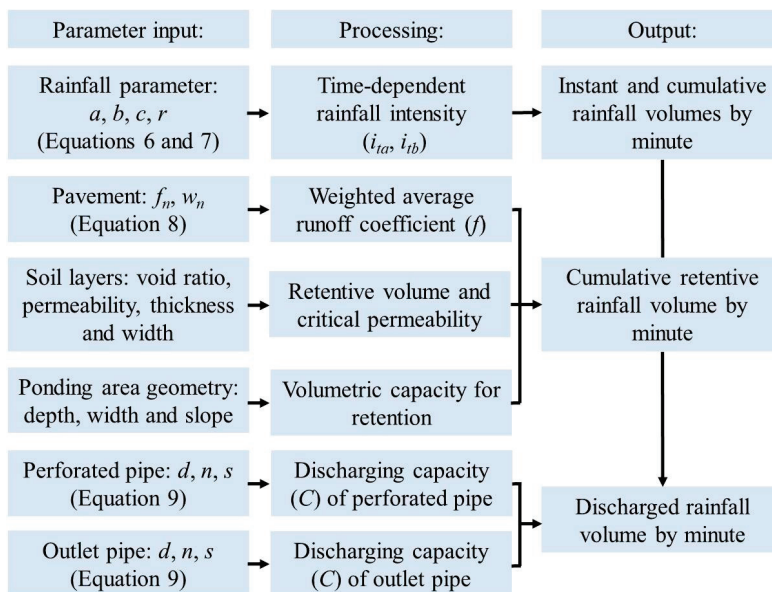 Parameter input:
Processing:
Output:
Rainfall parameter:
a, b, c, r
(Equations 6 and 7)
Time-dependent
rainfall intensity
(i_ta, i_tb)
Instant and cumulative
rainfall volumes by
minute
Pavement: f_n, w_n
(Equation 8)
Weighted average
runoff coefficient (f)
Soil layers: void ratio,
permeability, thickness
and width
Retentive volume and
critical permeability
Cumulative retentive
rainfall volume by
minute
Ponding area geometry:
depth, width and slope
Volumetric capacity for
retention
Perforated pipe: d, n, s
(Equation 9)
Discharging capacity
(C) of perforated pipe
Discharged rainfall
volume by minute
Outlet pipe: d, n, s
(Equation 9)
Discharging capacity
(C) of outlet pipe